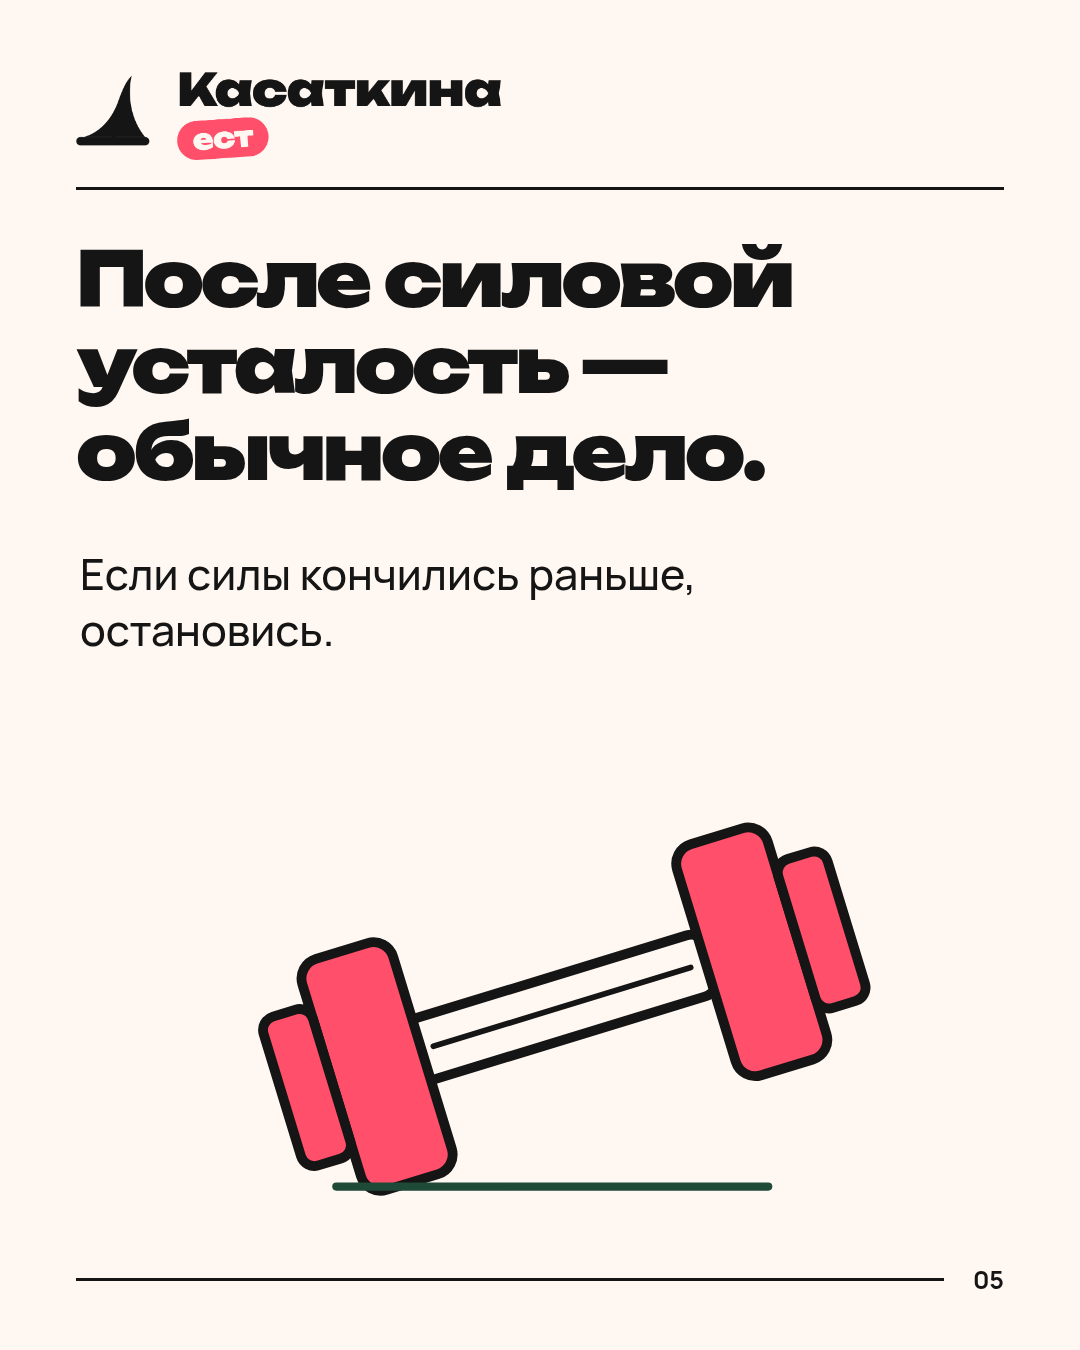 Касаткина
ест
После силовой
усталость —
обычное дело.
Если силы кончились раньше,
остановись.
05